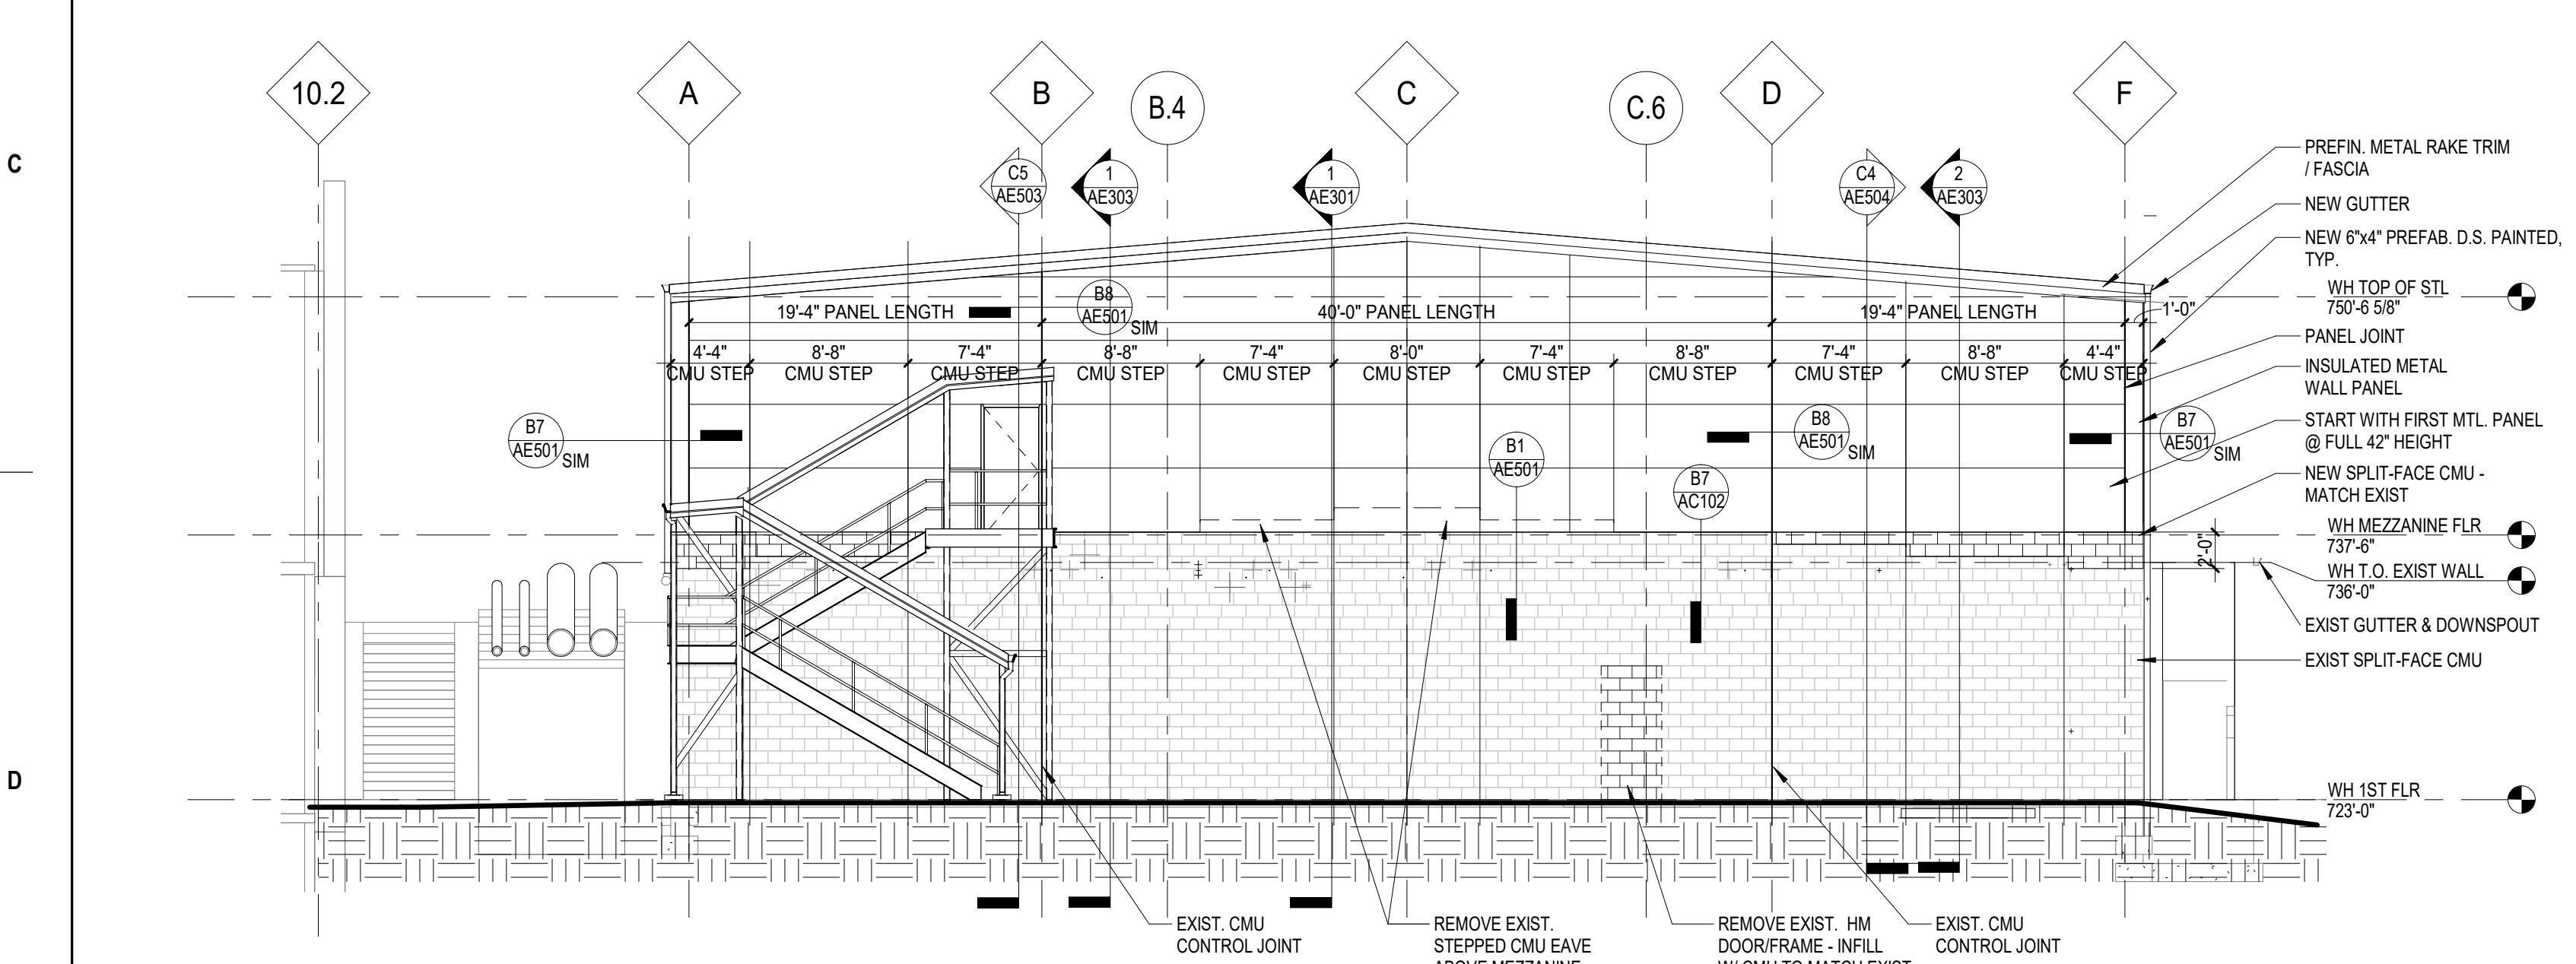 10.2
A
B
B.4
C
C.6
D
F
C
D
C5
AE503
1
AE303
1
AE301
C4
AE504
2
AE303
PREFIN. METAL RAKE TRIM
/ FASCIA
NEW GUTTER
NEW 6"x4" PREFAB. D.S. PAINTED,
TYP.
WH TOP OF STL
750'-6 5/8"
B8
AE501
SIM
19'-4" PANEL LENGTH
40'-0" PANEL LENGTH
19'-4" PANEL LENGTH
1'-0"
PANEL JOINT
4'-4"
CMU STEP
8'-8"
CMU STEP
7'-4"
CMU STEP
8'-8"
CMU STEP
7'-4"
CMU STEP
8'-0"
CMU STEP
7'-4"
CMU STEP
8'-8"
CMU STEP
7'-4"
CMU STEP
8'-8"
CMU STEP
4'-4"
CMU STEP
INSULATED METAL
WALL PANEL
START WITH FIRST MTL. PANEL
@ FULL 42" HEIGHT
B7
AE501
SIM
B8
AE501
SIM
B7
AE501
SIM
B1
AE501
B7
AC102
NEW SPLIT-FACE CMU -
MATCH EXIST
WH MEZZANINE FLR
737'-6"
2'-0"
WH T.O. EXIST WALL
736'-0"
EXIST GUTTER & DOWNSPOUT
EXIST SPLIT-FACE CMU
WH 1ST FLR
723'-0"
EXIST. CMU
CONTROL JOINT
REMOVE EXIST.
STEPPED CMU EAVE
ABOVE MEZZANINE
REMOVE EXIST. HM
DOOR/FRAME - INFILL
W/ CMU TO MATCH EXIST
EXIST. CMU
CONTROL JOINT